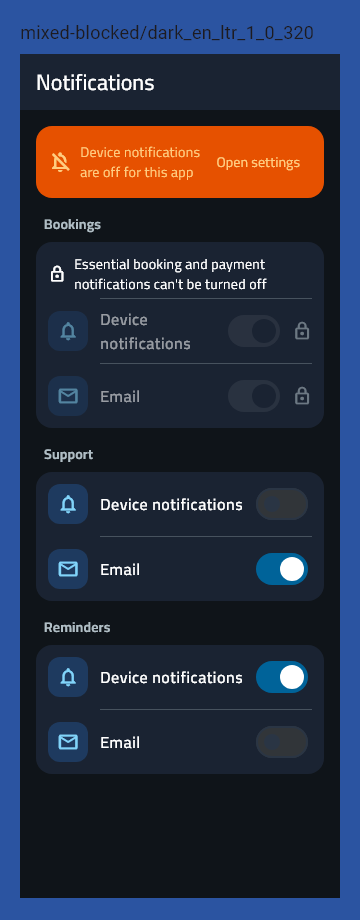 mixed-blocked/dark_en_ltr_1_0_320
Notifications
Device notifications
are off for this app
Open settings
Bookings
Essential booking and payment
notifications can't be turned off
Device
notifications
Email
Support
Device notifications
Email
Reminders
Device notifications
Email